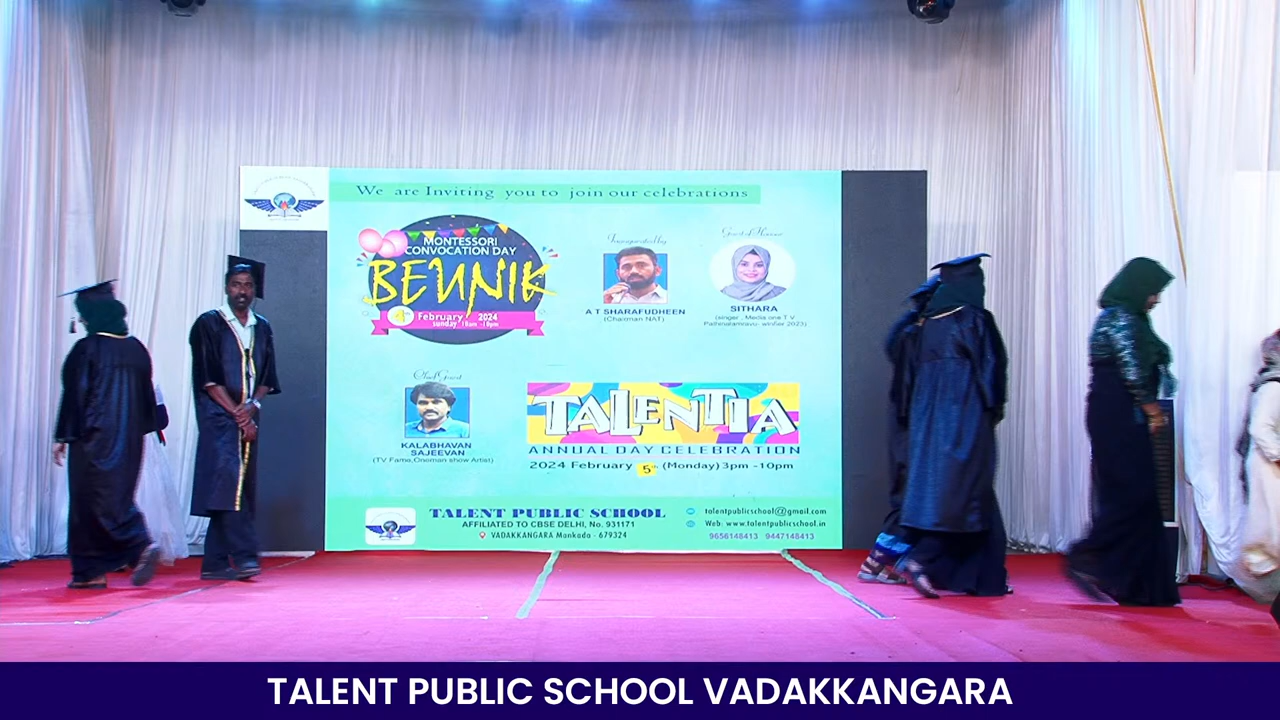 We are Inviting you to join our celebrations
MONTESSORI
CONVOCATION DAY
BEUNIK
4th February 2024
Sunday 10am -10pm
Inaugurated by
A T SHARAFUDHEEN
(Chairman NAT)
Guest of Honour
SITHARA
(singer , Media one T V
Pathinalamravu- winner 2023)
Chief Guest
KALABHAVAN
SAJEEVAN
(TV Fame,Oneman show Artist)
TALENTIA
ANNUAL DAY CELEBRATION
2024 February 5th (Monday) 3pm -10pm
TALENT PUBLIC SCHOOL
AFFILIATED TO CBSE DELHI, No. 931171
VADAKKANGARA Mankada - 679324
talentpublicschool@gmail.com
Web: www.talentpublicschool.in
9656148413 9447148413
TALENT PUBLIC SCHOOL VADAKKANGARA